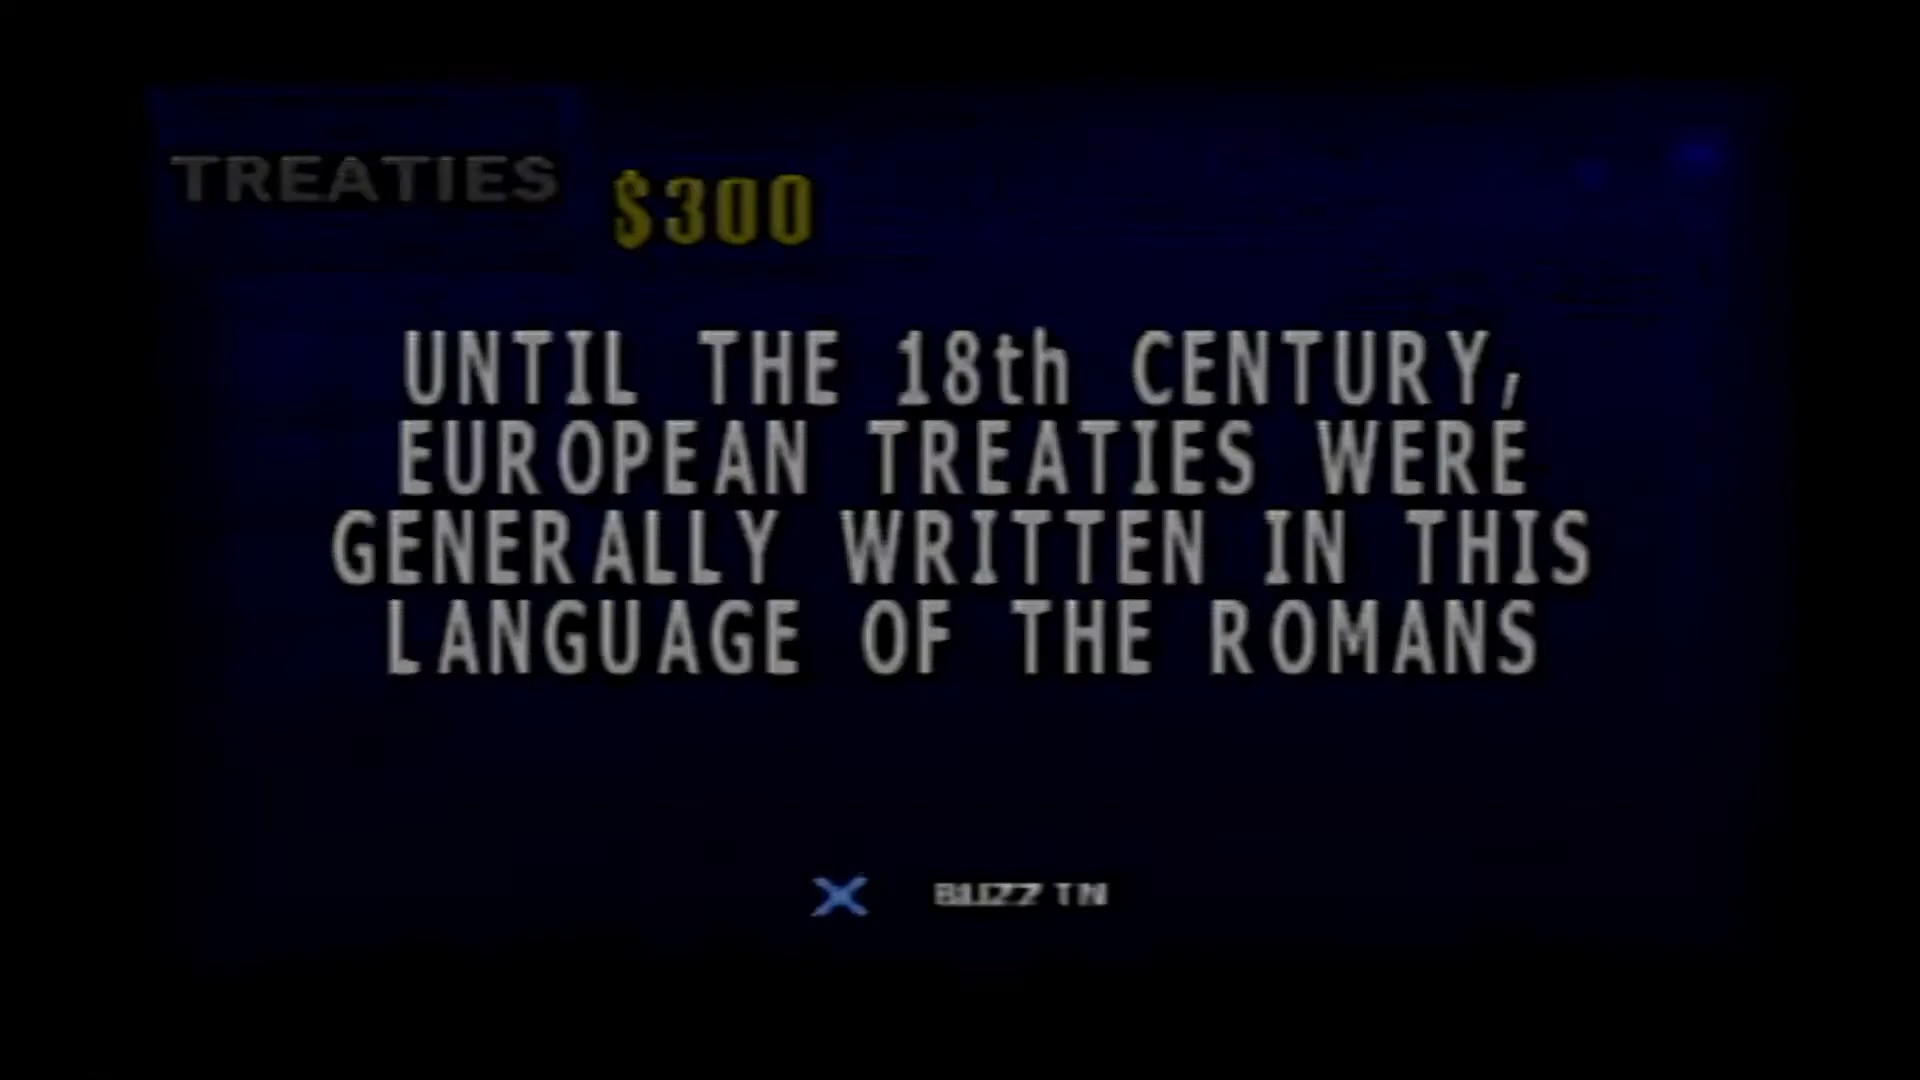 TREATIES
$300
UNTIL THE 18th CENTURY,
EUROPEAN TREATIES WERE
GENERALLY WRITTEN IN THIS
LANGUAGE OF THE ROMANS
X BUZZ IN